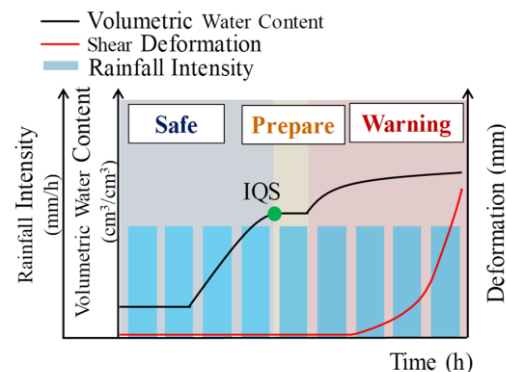 Volumetric Water Content
Shear Deformation
Rainfall Intensity
Safe
Prepare
Warning
IQS
Rainfall Intensity
(mm/h)
Volumetric Water Content
(cm³/cm³)
Deformation (mm)
Time (h)